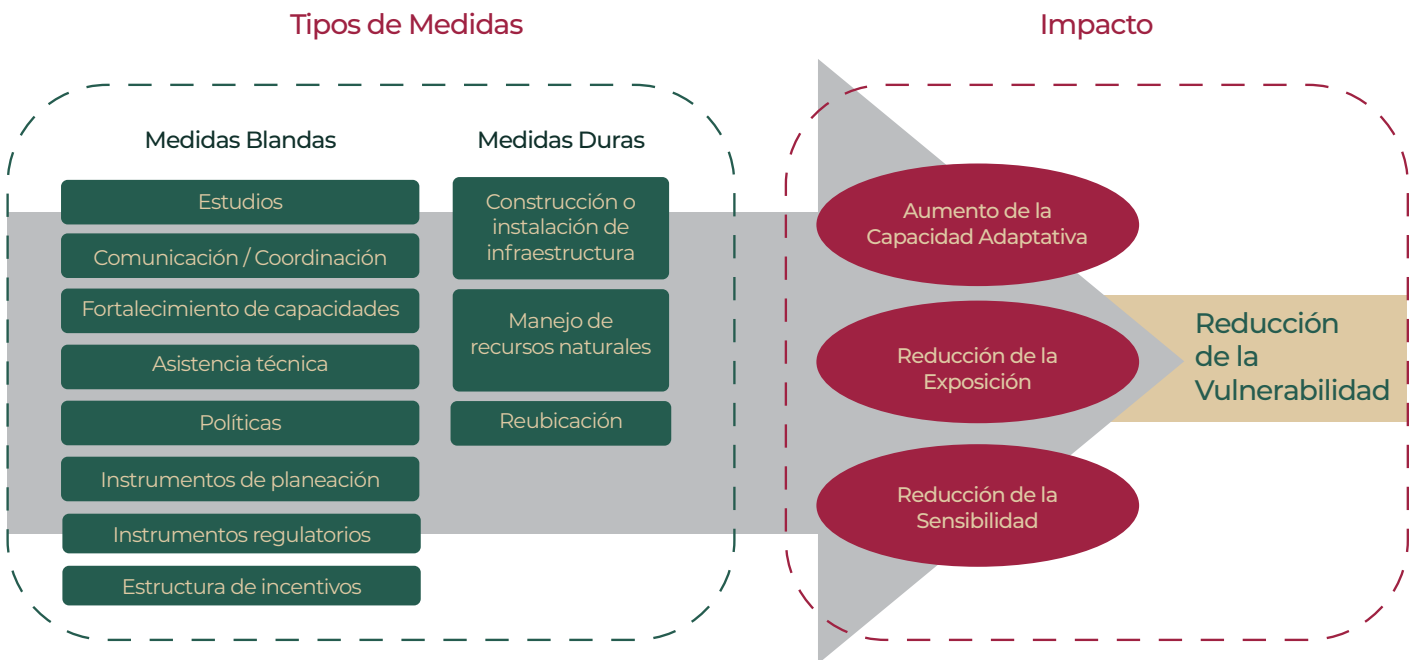 Tipos de Medidas
Impacto
Medidas Blandas
Medidas Duras
Estudios
Comunicación / Coordinación
Fortalecimiento de capacidades
Asistencia técnica
Políticas
Instrumentos de planeación
Instrumentos regulatorios
Estructura de incentivos
Construcción o
instalación de
infraestructura
Manejo de
recursos naturales
Reubicación
Aumento de la
Capacidad Adaptativa
Reducción de la
Exposición
Reducción de la
Sensibilidad
Reducción
de la
Vulnerabilidad